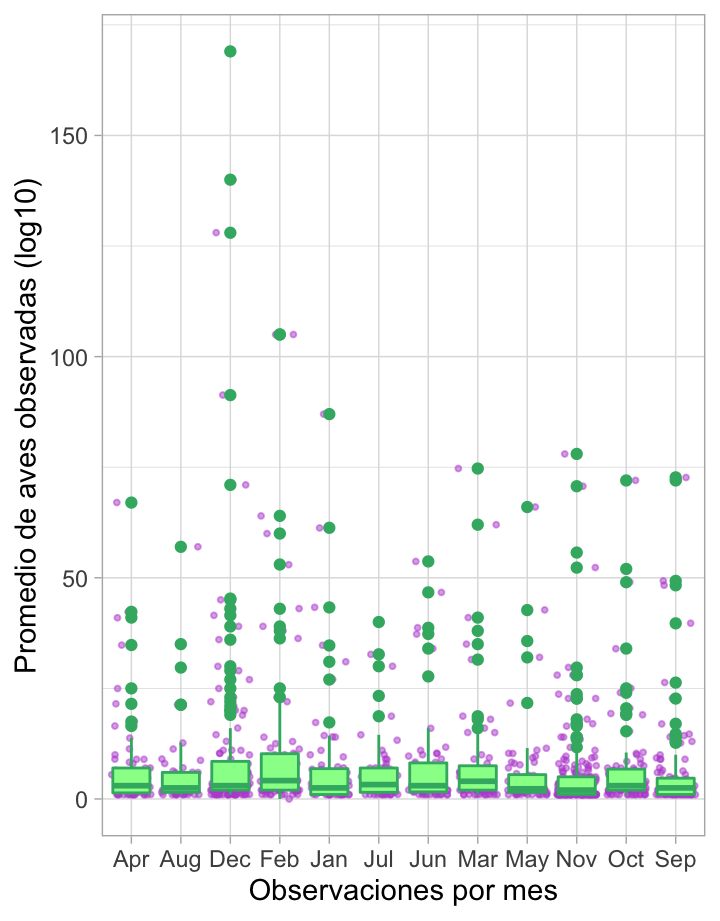 Promedio de aves observadas (log10)
150
100
50
0
Apr Aug Dec Feb Jan Jul Jun Mar May Nov Oct Sep
Observaciones por mes